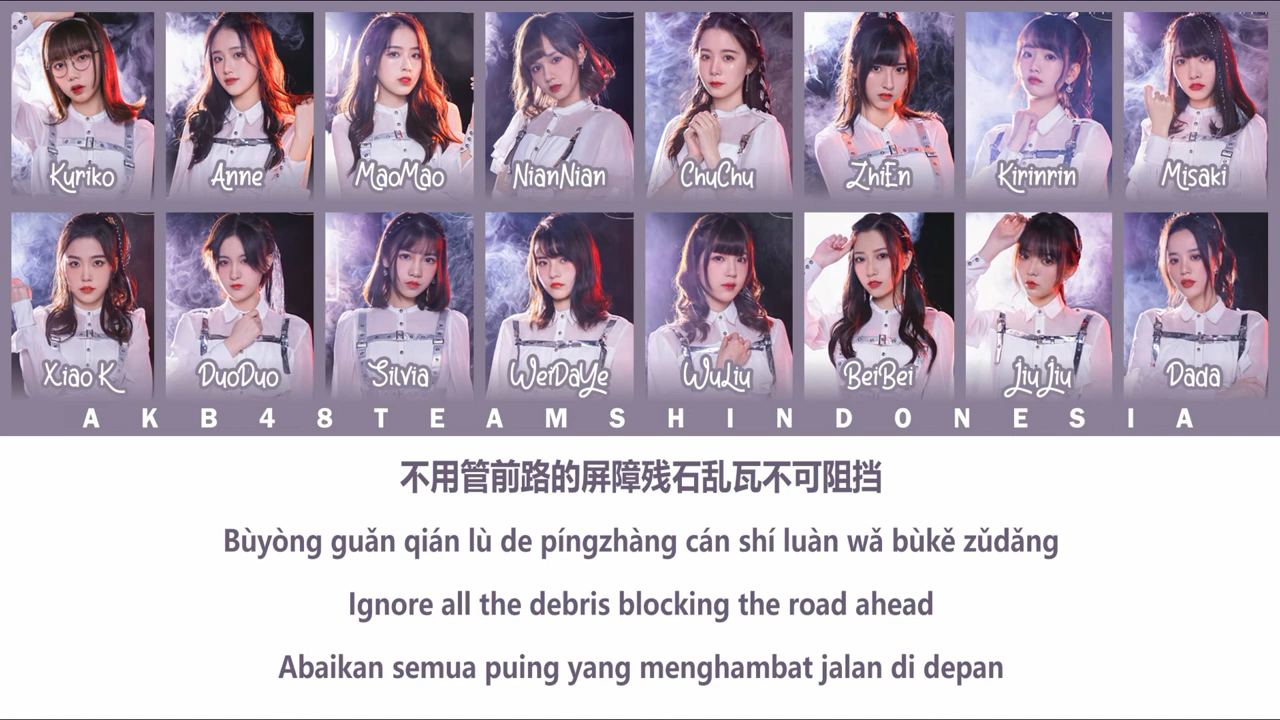 Kuriko Anne MaoMao NianNian ChuChu ZhiEn Kirinrin Misaki
Xiao K DuoDuo Silvia WeiDaYe WuLiu BeiBei Jiu Jiu Dada
AKB48TEAMSHINDONESIA
不用管前路的屏障残石乱瓦不可阻挡
Bùyòng guǎn qián lù de píngzhàng cán shí luàn wǎ bùkě zǔdǎng
Ignore all the debris blocking the road ahead
Abaikan semua puing yang menghambat jalan di depan